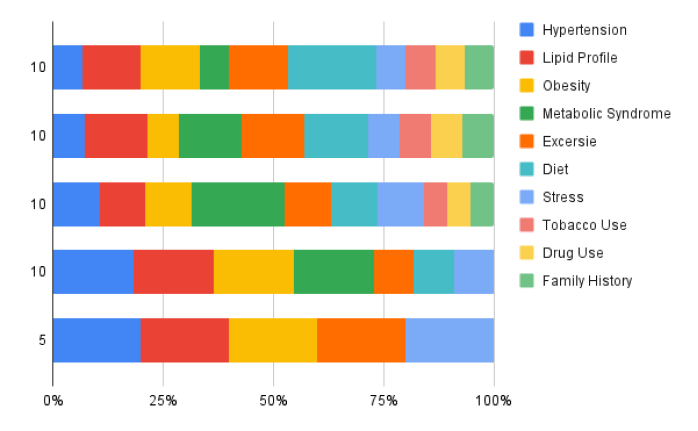 Hypertension
Lipid Profile
Obesity
Metabolic Syndrome
Excersie
Diet
Stress
Tobacco Use
Drug Use
Family History
10
10
10
10
5
0% 25% 50% 75% 100%